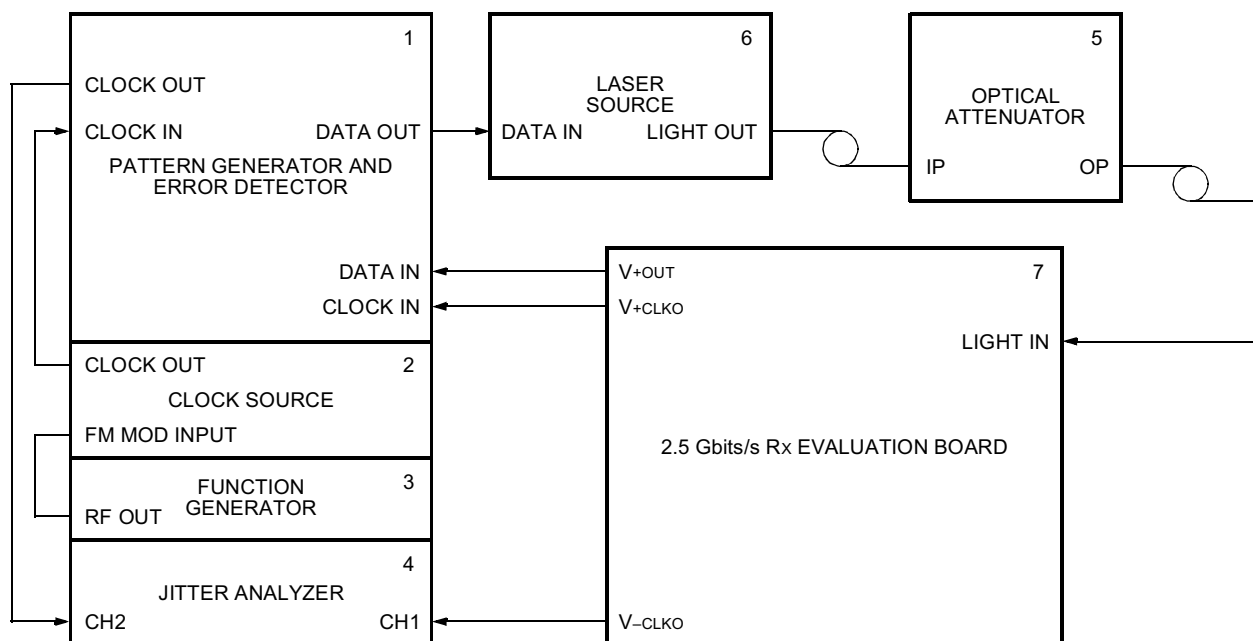 1
CLOCK OUT
CLOCK IN
DATA OUT
PATTERN GENERATOR AND
ERROR DETECTOR
DATA IN
CLOCK IN
6
LASER
SOURCE
DATA IN
LIGHT OUT
5
OPTICAL
ATTENUATOR
IP
OP
CLOCK OUT
2
CLOCK SOURCE
FM MOD INPUT
3
FUNCTION
GENERATOR
RF OUT
4
JITTER ANALYZER
CH2
CH1
V+OUT
7
V+CLKO
LIGHT IN
2.5 Gbits/s Rx EVALUATION BOARD
V–CLKO